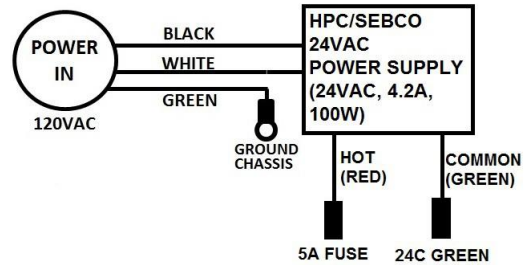 POWER
IN
120VAC
BLACK
WHITE
GREEN
GROUND
CHASSIS
HPC/SEBCO
24VAC
POWER SUPPLY
(24VAC, 4.2A,
100W)
HOT
(RED)
COMMON
(GREEN)
5A FUSE
24C GREEN